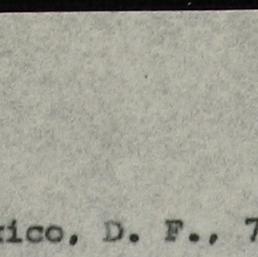 xico, D. F., 7